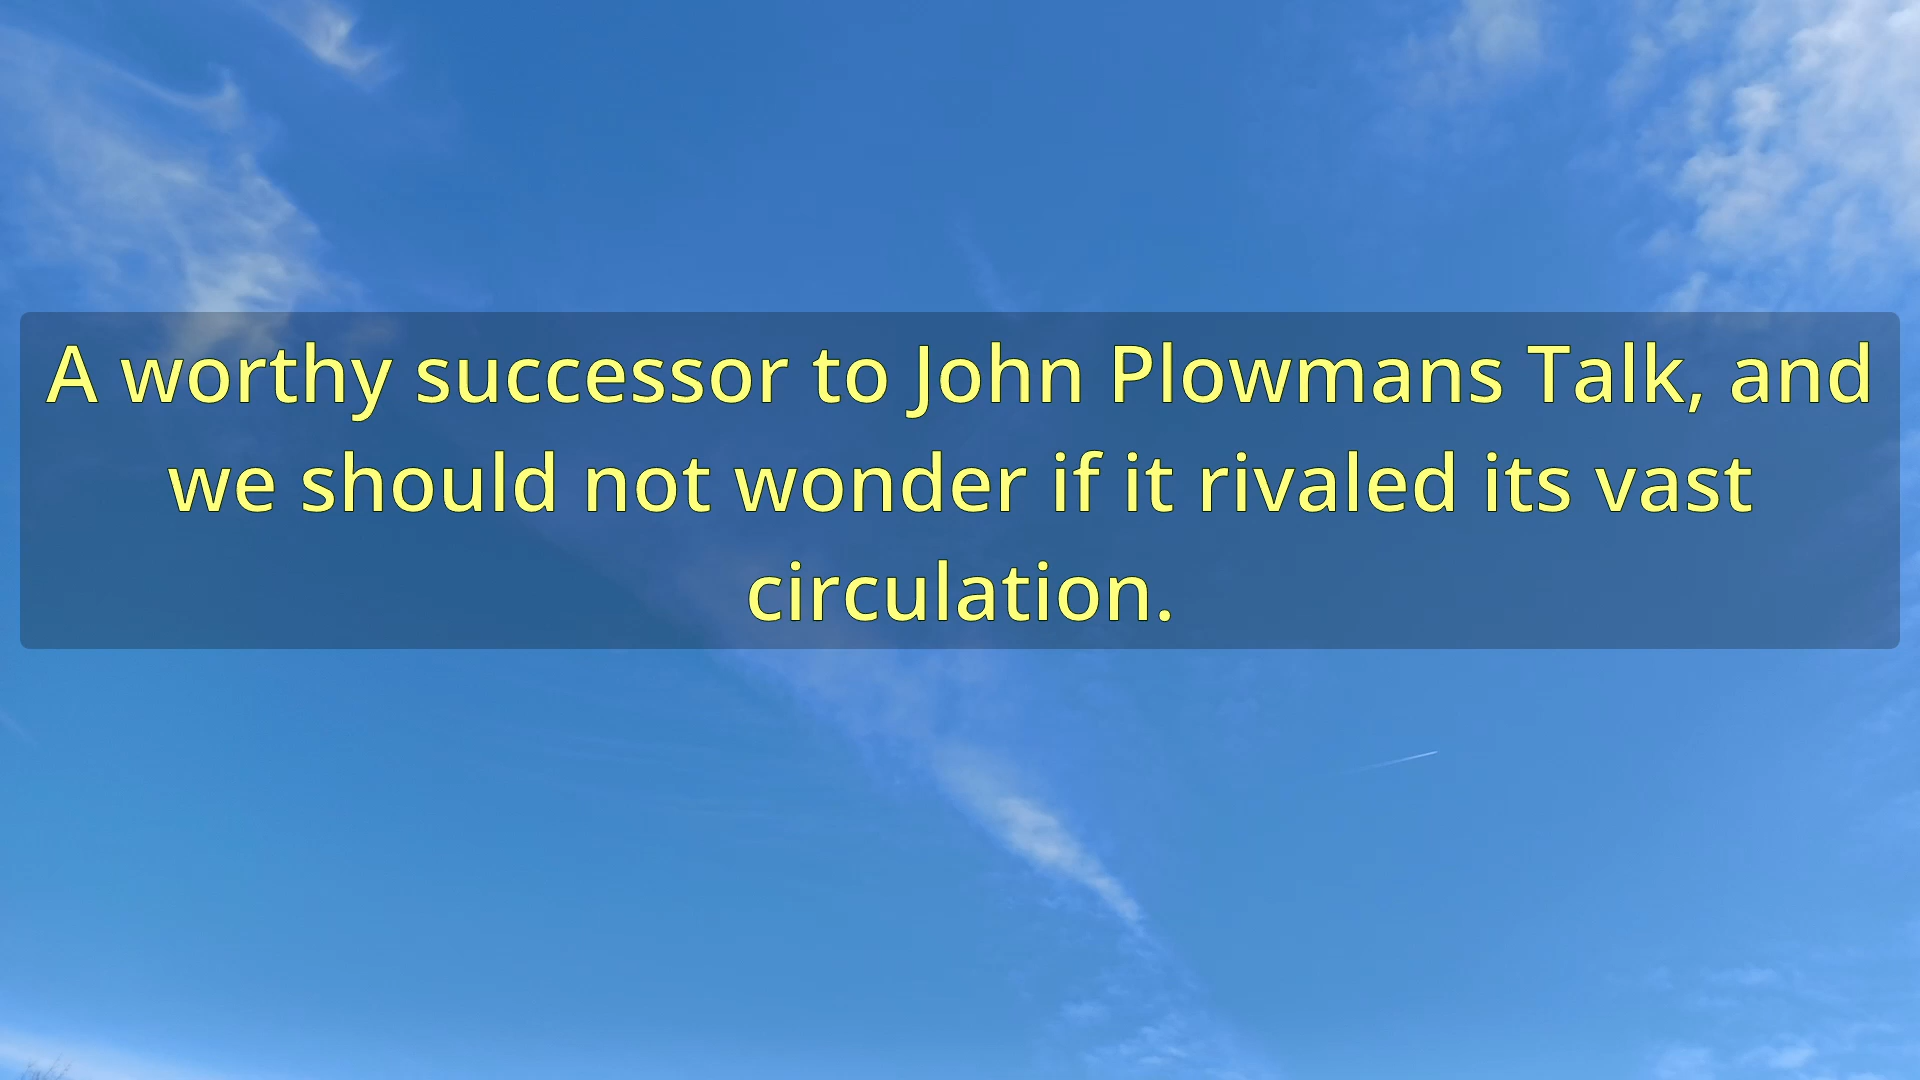 A worthy successor to John Plowmans Talk, and
we should not wonder if it rivaled its vast
circulation.